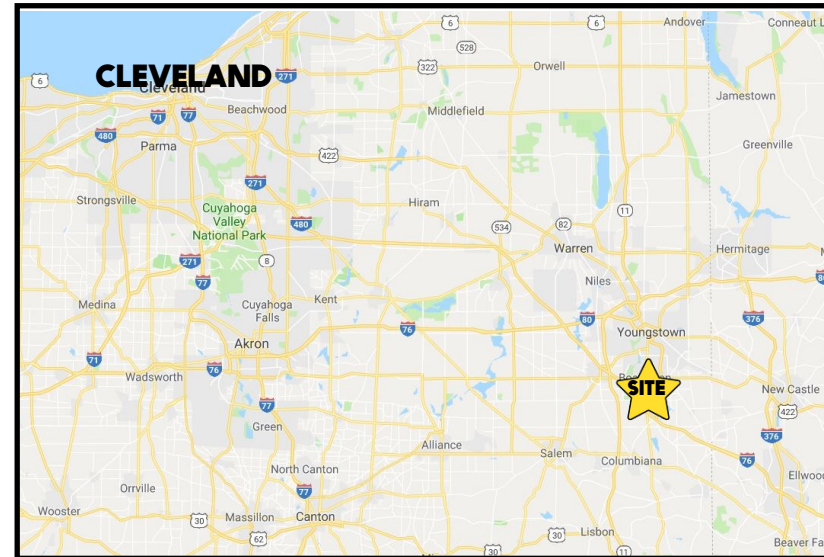 6
6
Andover
Conneaut L
528
CLEVELAND
Cleveland
271
322
Orwell
6
Jamestown
71
77
Beachwood
Middlefield
480
Parma
422
Greenville
271
Strongsville
Cuyahoga
Valley
National Park
Hiram
11
480
534
82
Warren
Hermitage
271
8
77
Niles
Medina
Cuyahoga
Falls
Kent
80
376
76
Youngstown
Akron
71
76
Wadsworth
SITE
New Castle
77
422
Green
376
Alliance
Salem
Columbiana
76
North Canton
Ellwoo
77
Orrville
Wooster
30
Massillon
Canton
30
Lisbon
62
30
11
Beaver Fa